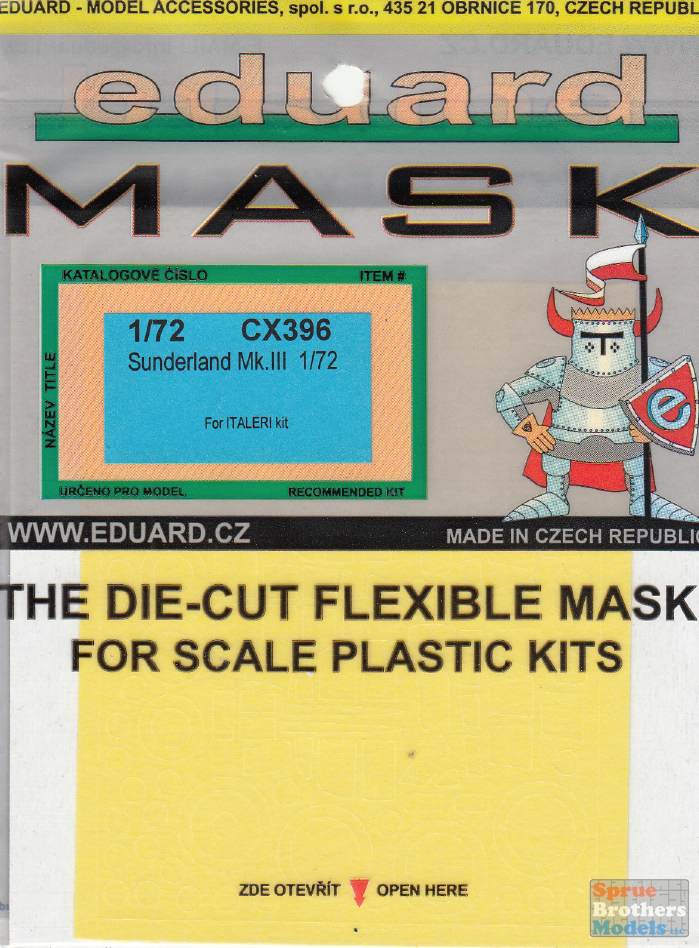 EDUARD - MODEL ACCESSORIES, spol. s r.o., 435 21 OBRNICE 170, CZECH REPUBL
eduard
MASK
KATALOGOVÉ ČÍSLO ITEM #
NÁZEV TITLE
1/72 CX396
Sunderland Mk.III 1/72
For ITALERI kit
e
URČENO PRO MODEL RECOMMENDED KIT
WWW.EDUARD.CZ MADE IN CZECH REPUBLIC
THE DIE-CUT FLEXIBLE MASK
FOR SCALE PLASTIC KITS
ZDE OTEVŘÍT OPEN HERE
Sprue
Brothers
Models LLC